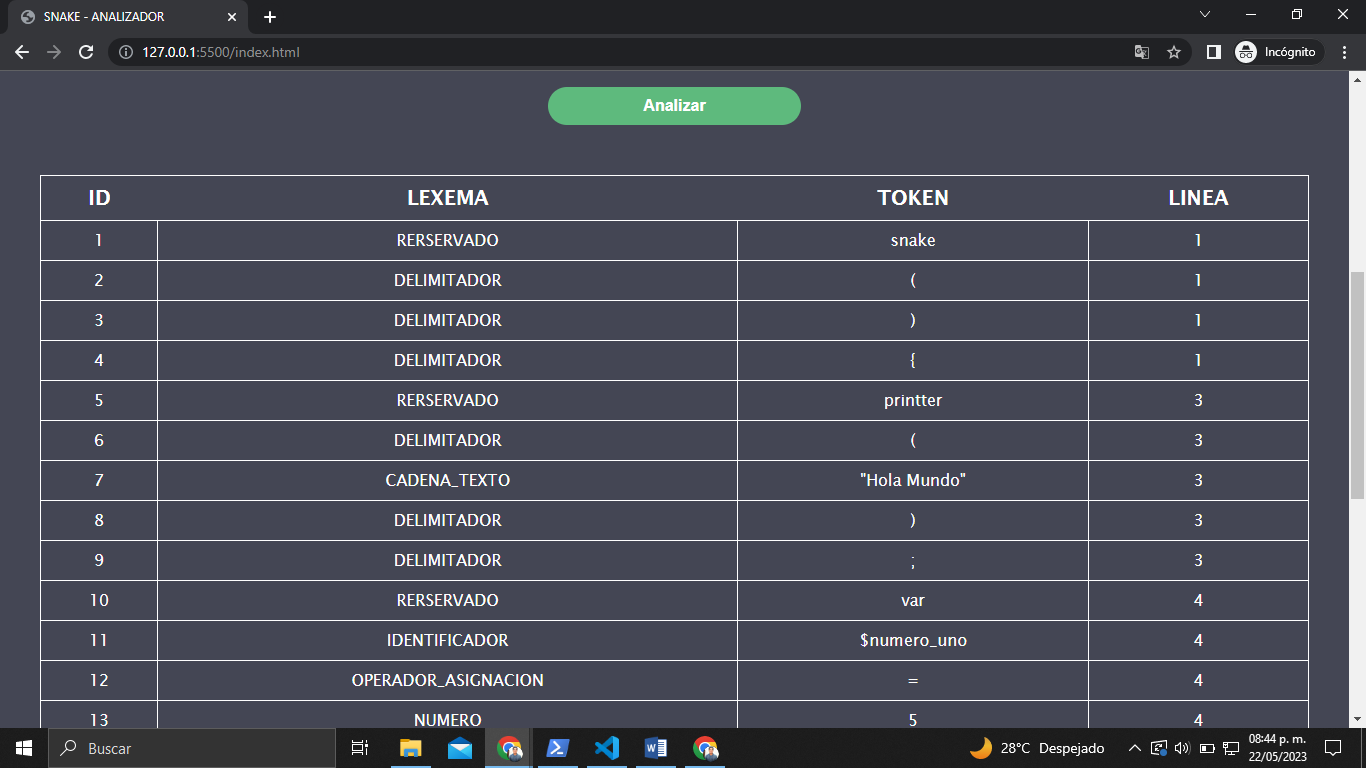 SNAKE - ANALIZADOR
127.0.0.1:5500/index.html
Incógnito
Analizar
ID LEXEMA TOKEN LINEA
1 RERSERVADO snake 1
2 DELIMITADOR ( 1
3 DELIMITADOR ) 1
4 DELIMITADOR { 1
5 RERSERVADO printter 3
6 DELIMITADOR ( 3
7 CADENA_TEXTO "Hola Mundo" 3
8 DELIMITADOR ) 3
9 DELIMITADOR ; 3
10 RERSERVADO var 4
11 IDENTIFICADOR $numero_uno 4
12 OPERADOR_ASIGNACION = 4
13 NUMERO 5 4
Buscar
28°C Despejado
08:44 p. m.
22/05/2023